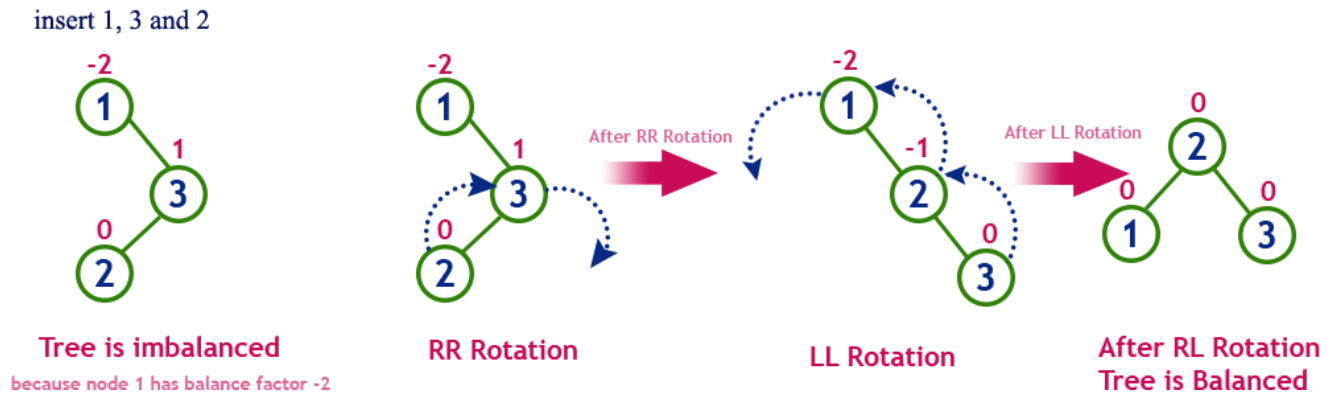 insert 1, 3 and 2
-2
1
1
3
0
2
Tree is imbalanced
because node 1 has balance factor -2
-2
1
1
3
0
2
RR Rotation
After RR Rotation
-2
1
-1
2
0
3
LL Rotation
After LL Rotation
0
2
0
0
1
3
After RL Rotation
Tree is Balanced